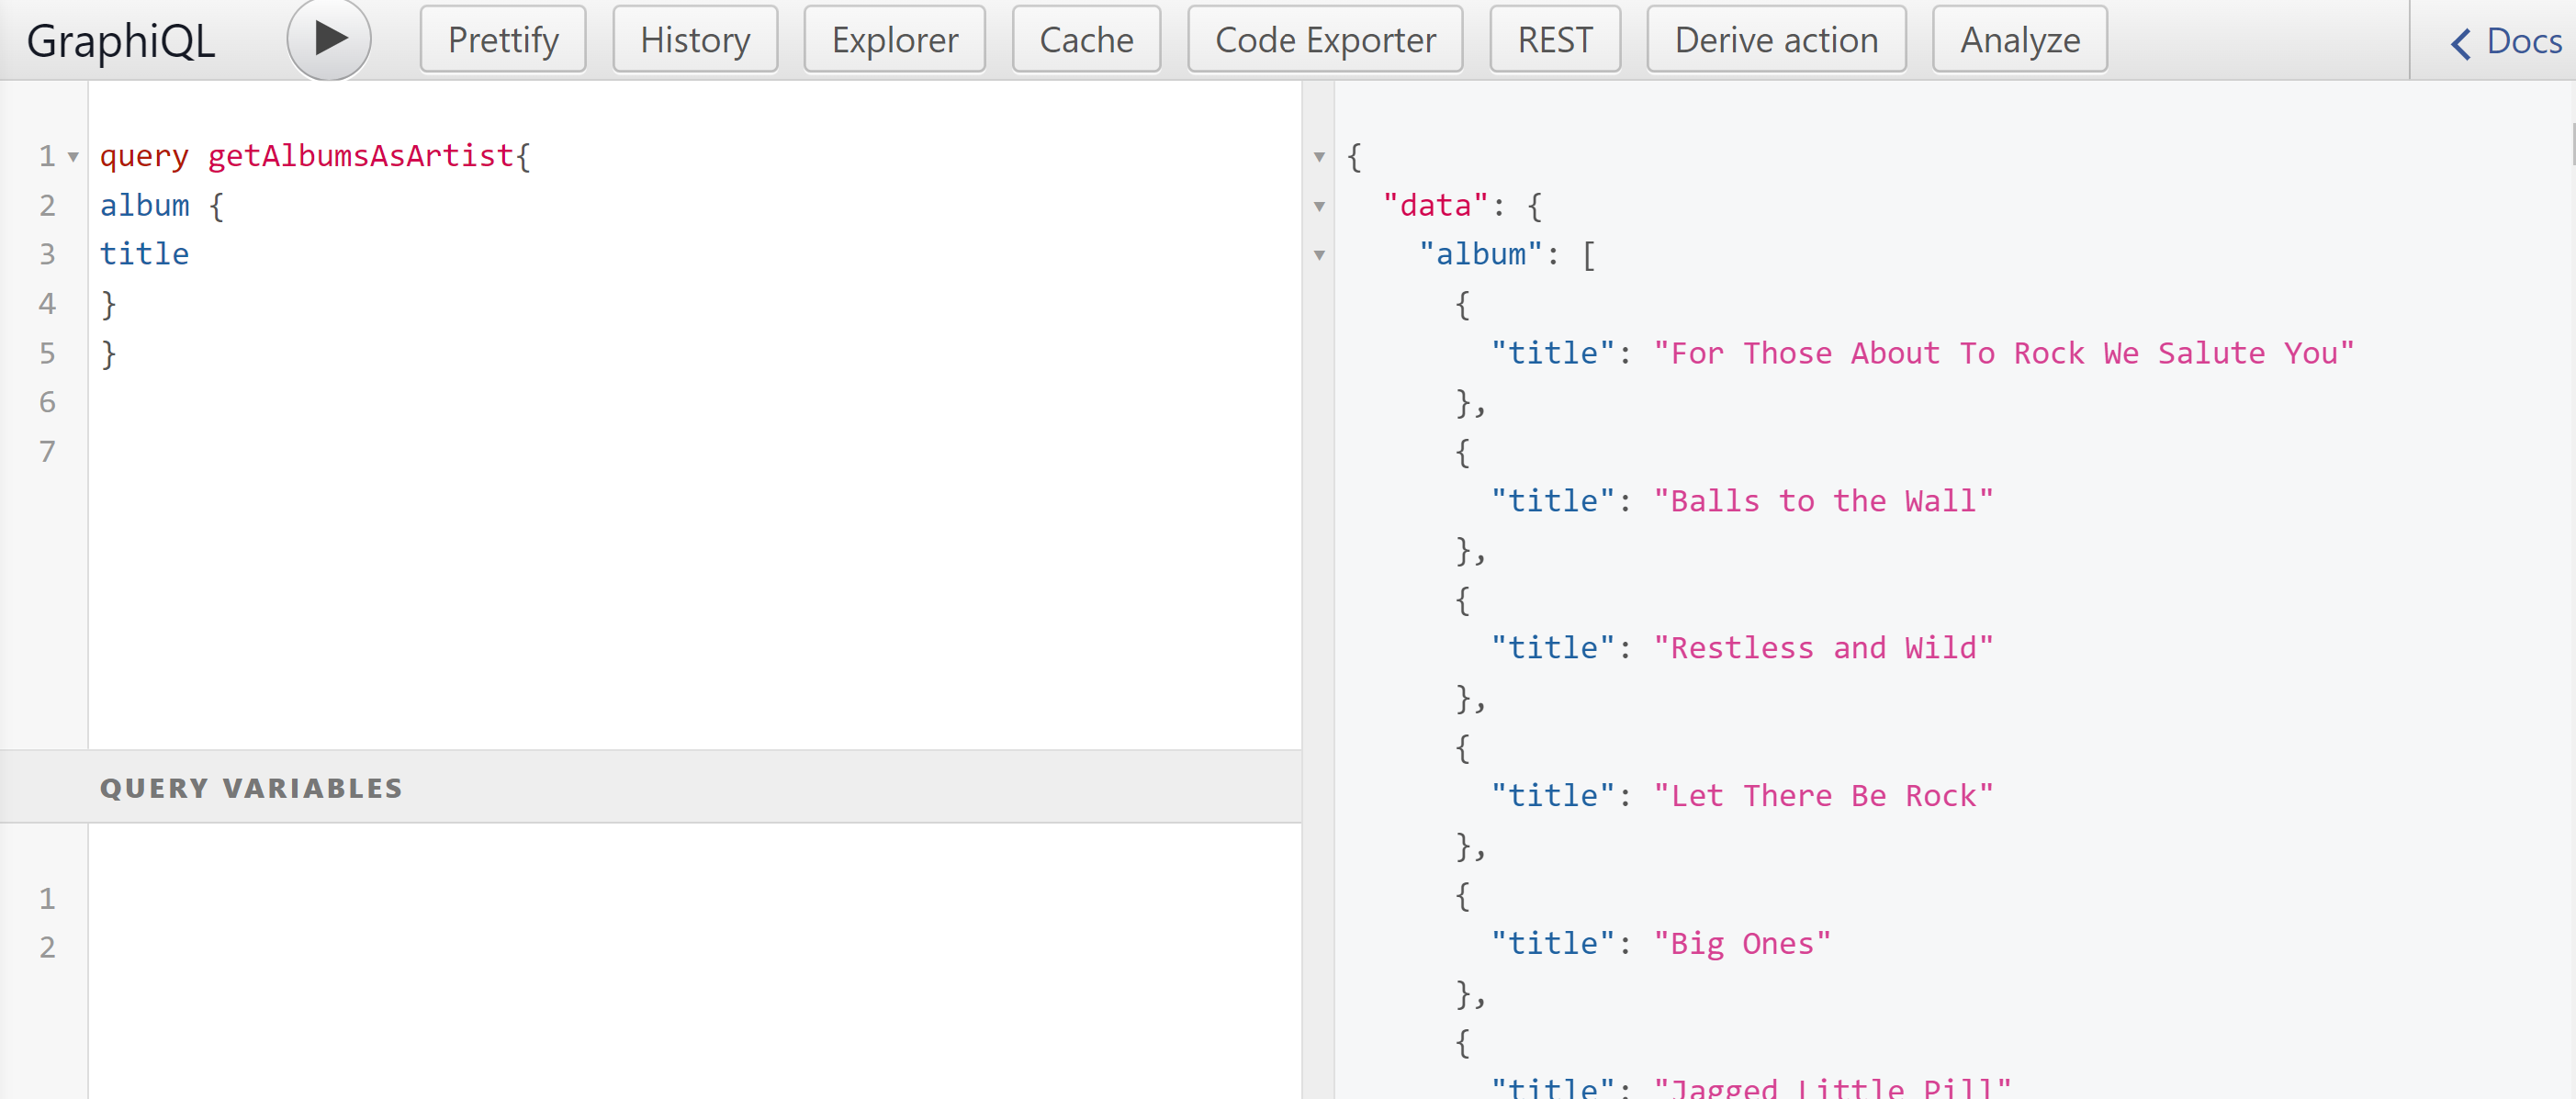 GraphiQL Prettify History Explorer Cache Code Exporter REST Derive action Analyze Docs
1 query getAlbumsAsArtist{
2 album {
3 title
4 }
5 }
6
7
QUERY VARIABLES
1
2
{
"data": {
"album": [
{
"title": "For Those About To Rock We Salute You"
},
{
"title": "Balls to the Wall"
},
{
"title": "Restless and Wild"
},
{
"title": "Let There Be Rock"
},
{
"title": "Big Ones"
},
{
"title": "Jagged Little Pill"